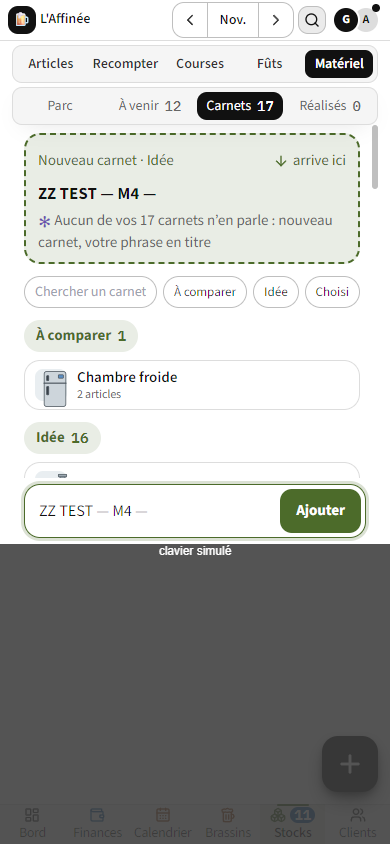 L'Affinée
Nov.
G
A
Articles Recompter Courses Fûts Matériel
Parc À venir 12 Carnets 17 Réalisés 0
Nouveau carnet · Idée ↓ arrive ici
ZZ TEST — M4 —
✻ Aucun de vos 17 carnets n’en parle : nouveau
carnet, votre phrase en titre
Chercher un carnet À comparer Idée Choisi
À comparer 1
Chambre froide
2 articles
Idée 16
ZZ TEST — M4 — Ajouter
clavier simulé
+
11
Bord Finances Calendrier Brassins Stocks Clients